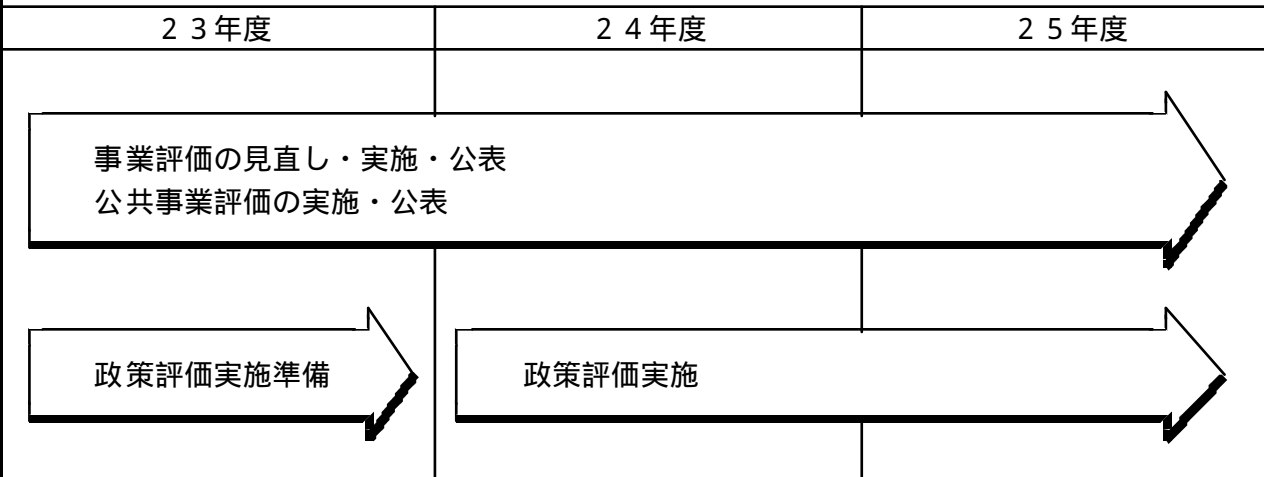 ２３年度 ２４年度 ２５年度
事業評価の見直し・実施・公表
公共事業評価の実施・公表
政策評価実施準備 政策評価実施